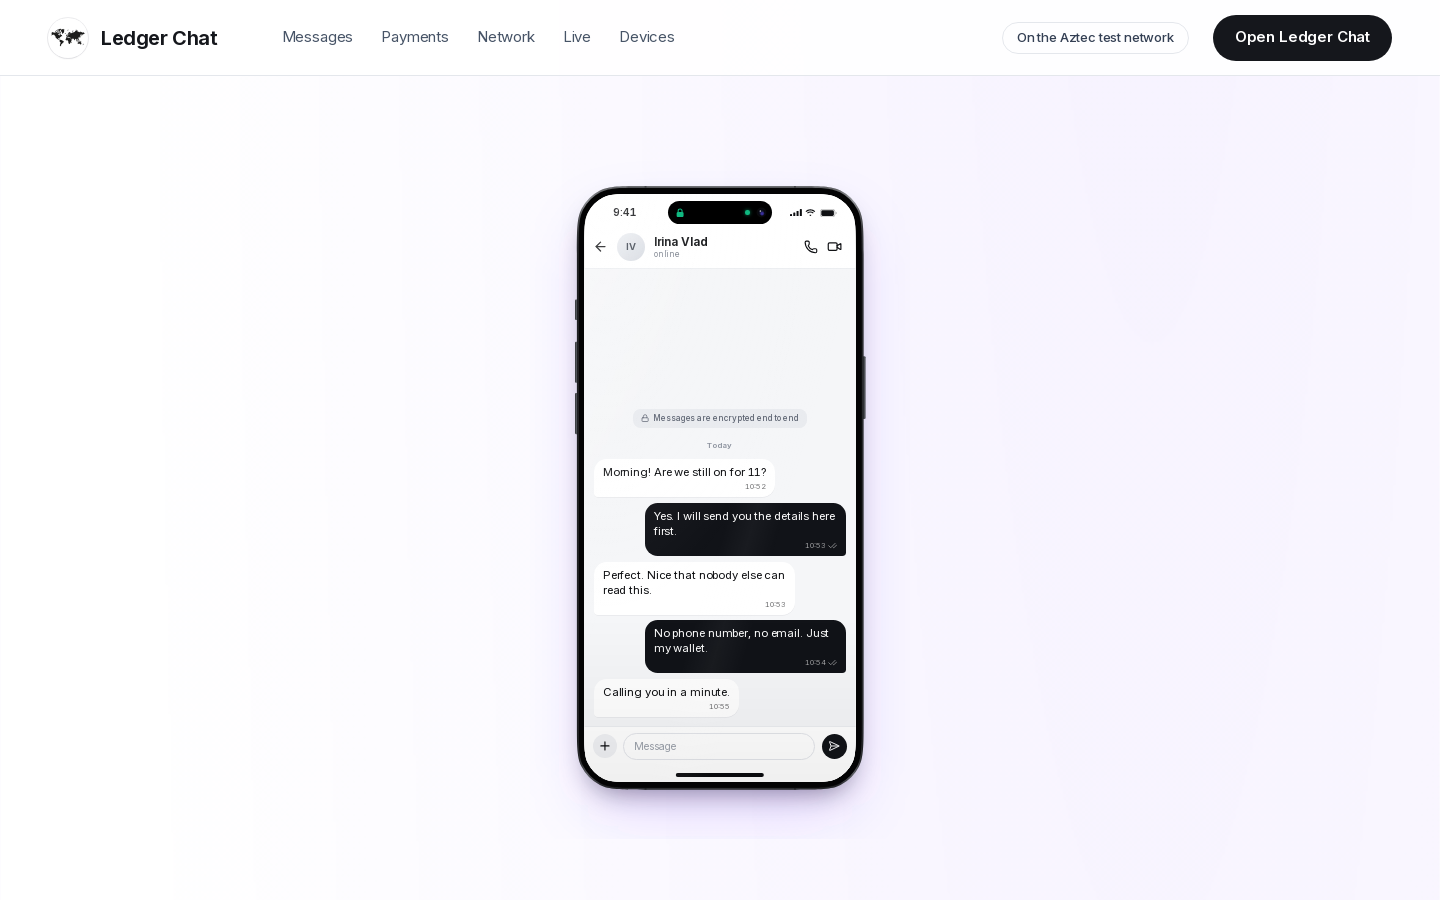 Ledger Chat
Messages
Payments
Network
Live
Devices
On the Aztec test network
Open Ledger Chat
9:41
IV
Irina Vlad
online
Messages are encrypted end to end
Today
Morning! Are we still on for 11?
10:52
Yes. I will send you the details here
first.
10:53
Perfect. Nice that nobody else can
read this.
10:53
No phone number, no email. Just
my wallet.
10:54
Calling you in a minute.
10:55
Message